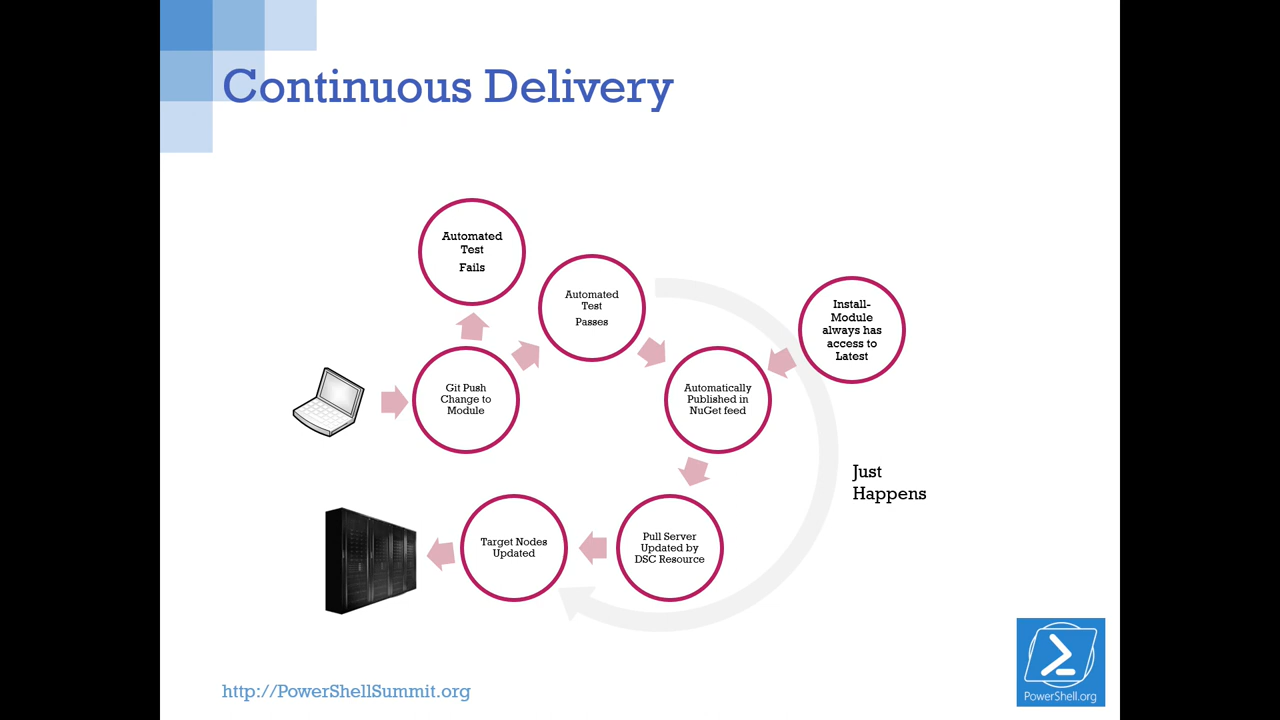 Continuous Delivery
Automated
Test
Fails
Automated
Test
Passes
Install-
Module
always has
access to
Latest
Git Push
Change to
Module
Automatically
Published in
NuGet feed
Just
Happens
Target Nodes
Updated
Pull Server
Updated by
DSC Resource
http://PowerShellSummit.org
PowerShell.org